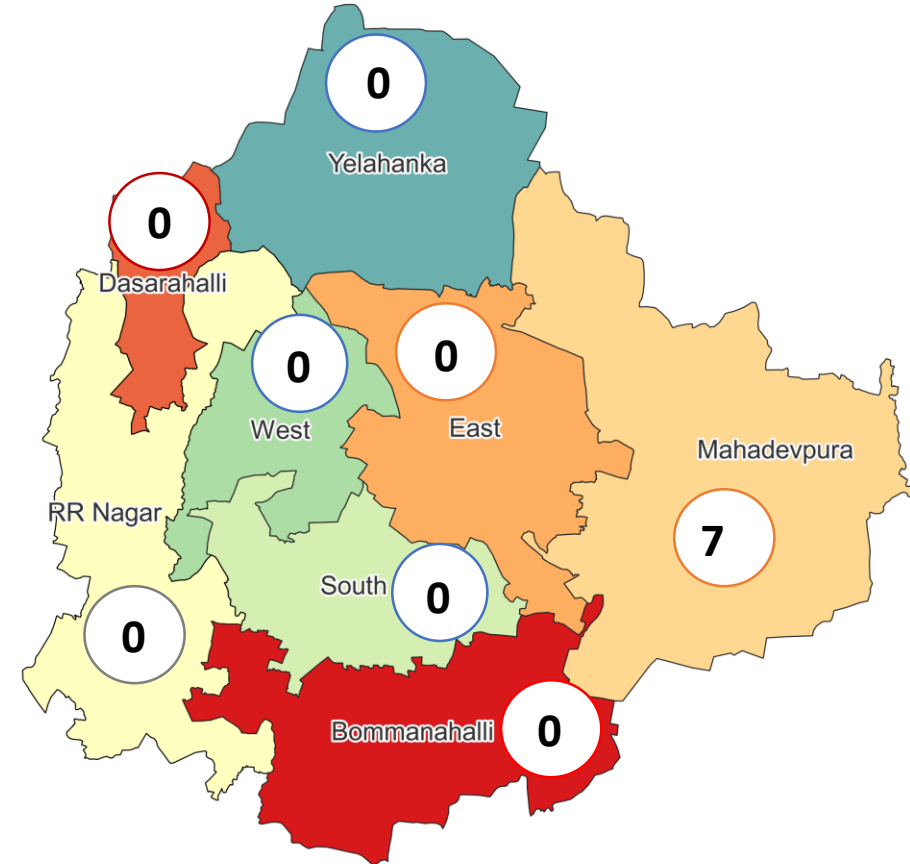 0
Yelahanka
0
Dasarahalli
0
West
0
East
Mahadevpura
7
RR Nagar
0
South
0
Bommanahalli
0